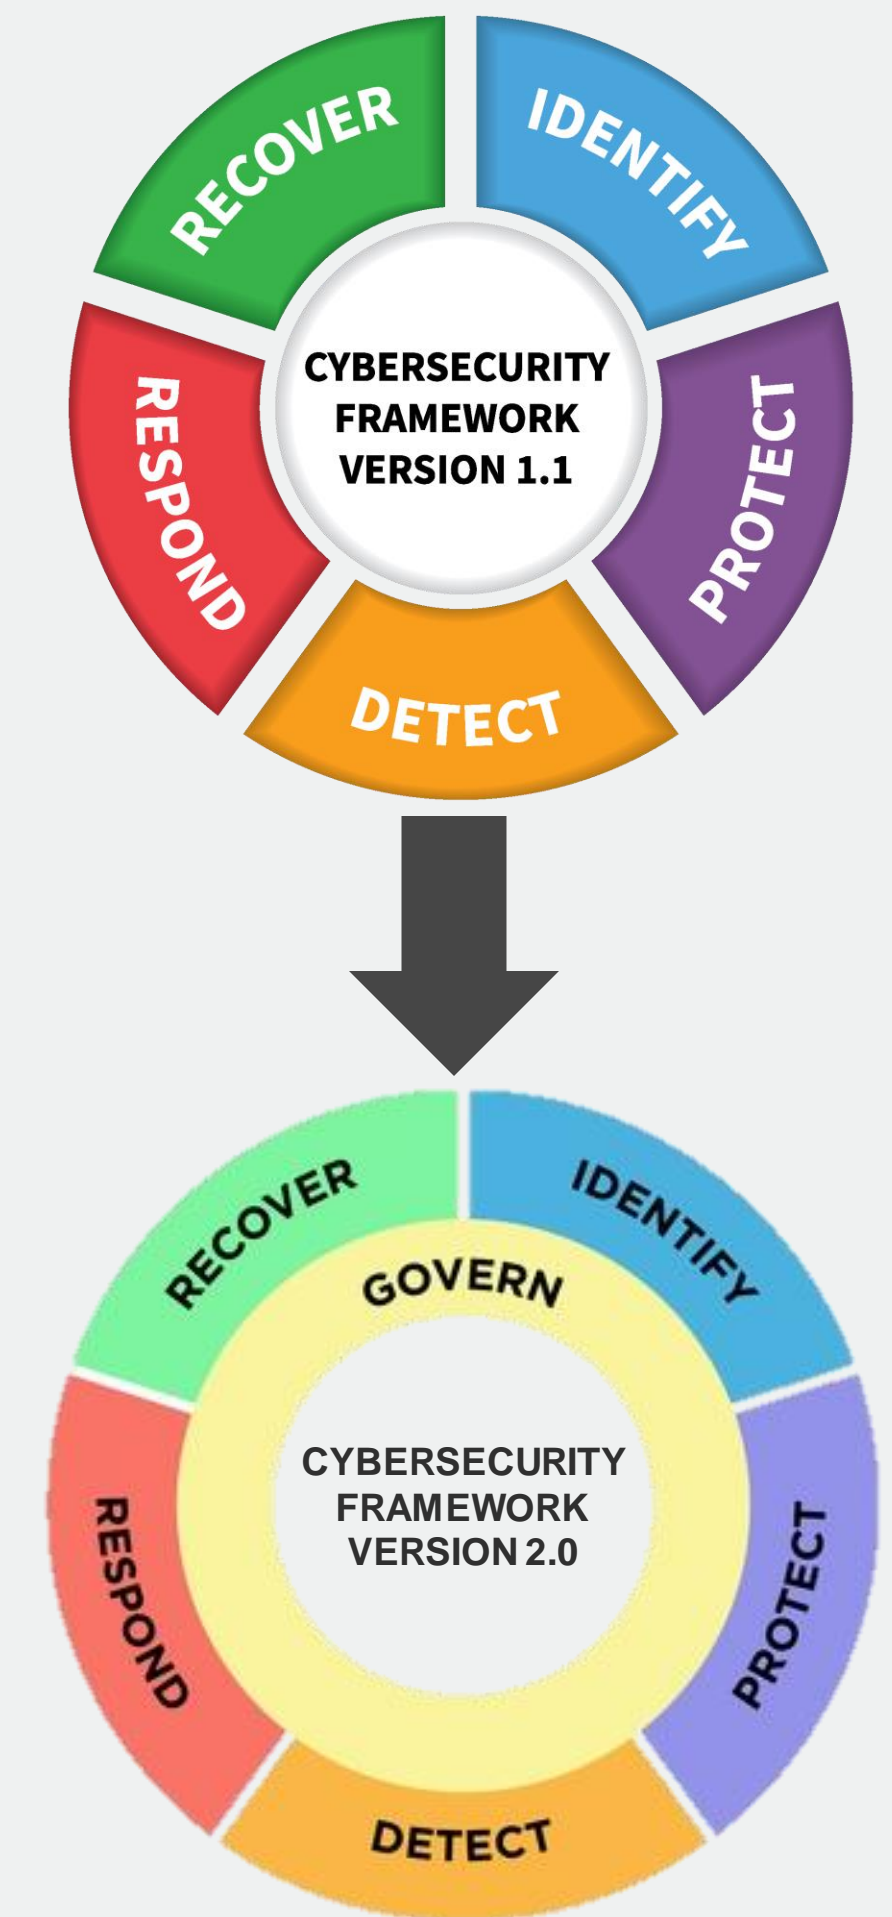 RECOVER
IDENTIFY
CYBERSECURITY
FRAMEWORK
VERSION 1.1
RESPOND
PROTECT
DETECT
RECOVER
IDENTIFY
GOVERN
CYBERSECURITY
FRAMEWORK
VERSION 2.0
RESPOND
PROTECT
DETECT